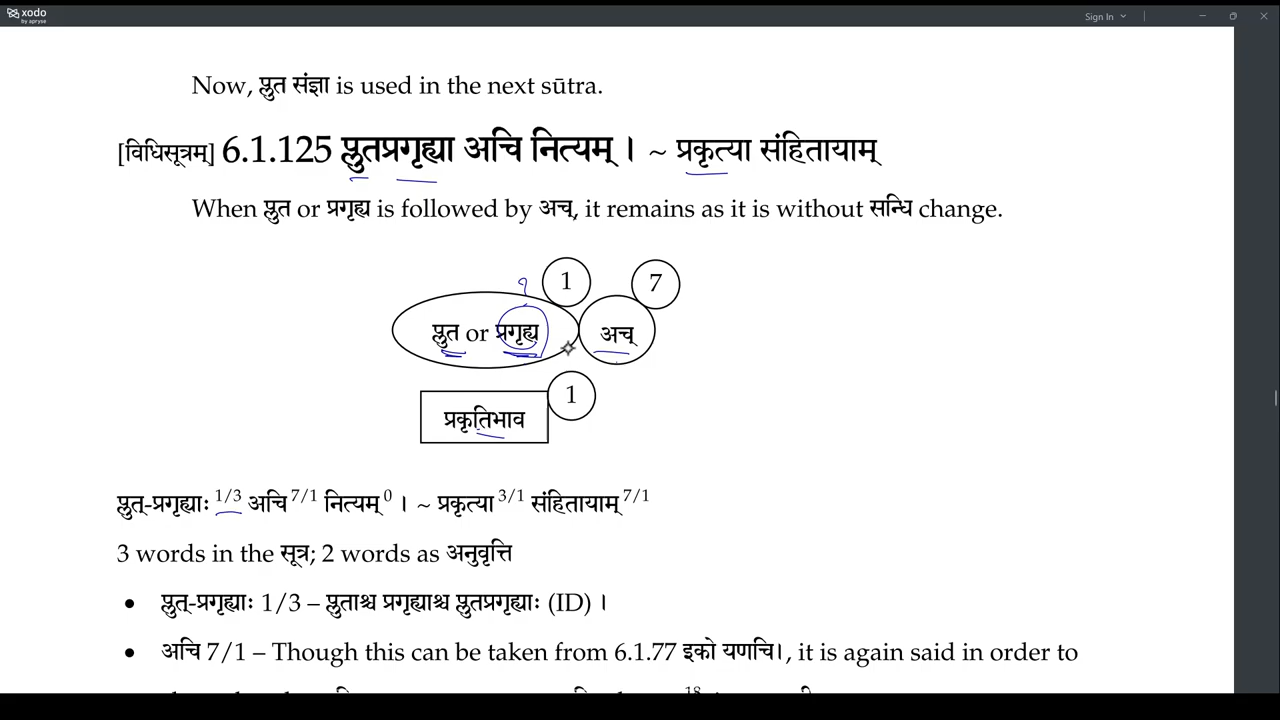 xodo
by apryse
Sign In
Now, प्लुत संज्ञा is used in the next sūtra.
[विधिसूत्रम्] 6.1.125 प्लुतप्रगृह्या अचि नित्यम् । ~ प्रकृत्या संहितायाम्
When प्लुत or प्रगृह्य is followed by अच्, it remains as it is without सन्धि change.
1 7
प्लुत or प्रगृह्य अच्
1
प्रकृतिभाव
प्लुत्-प्रगृह्याः 1/3 अचि 7/1 नित्यम् 0 । ~ प्रकृत्या 3/1 संहितायाम् 7/1
3 words in the सूत्र; 2 words as अनुवृत्ति
• प्लुत्-प्रगृह्याः 1/3 – प्लुताश्च प्रगृह्याश्च प्लुतप्रगृह्याः (ID) ।
• अचि 7/1 – Though this can be taken from 6.1.77 इको यणचि।, it is again said in order to
18